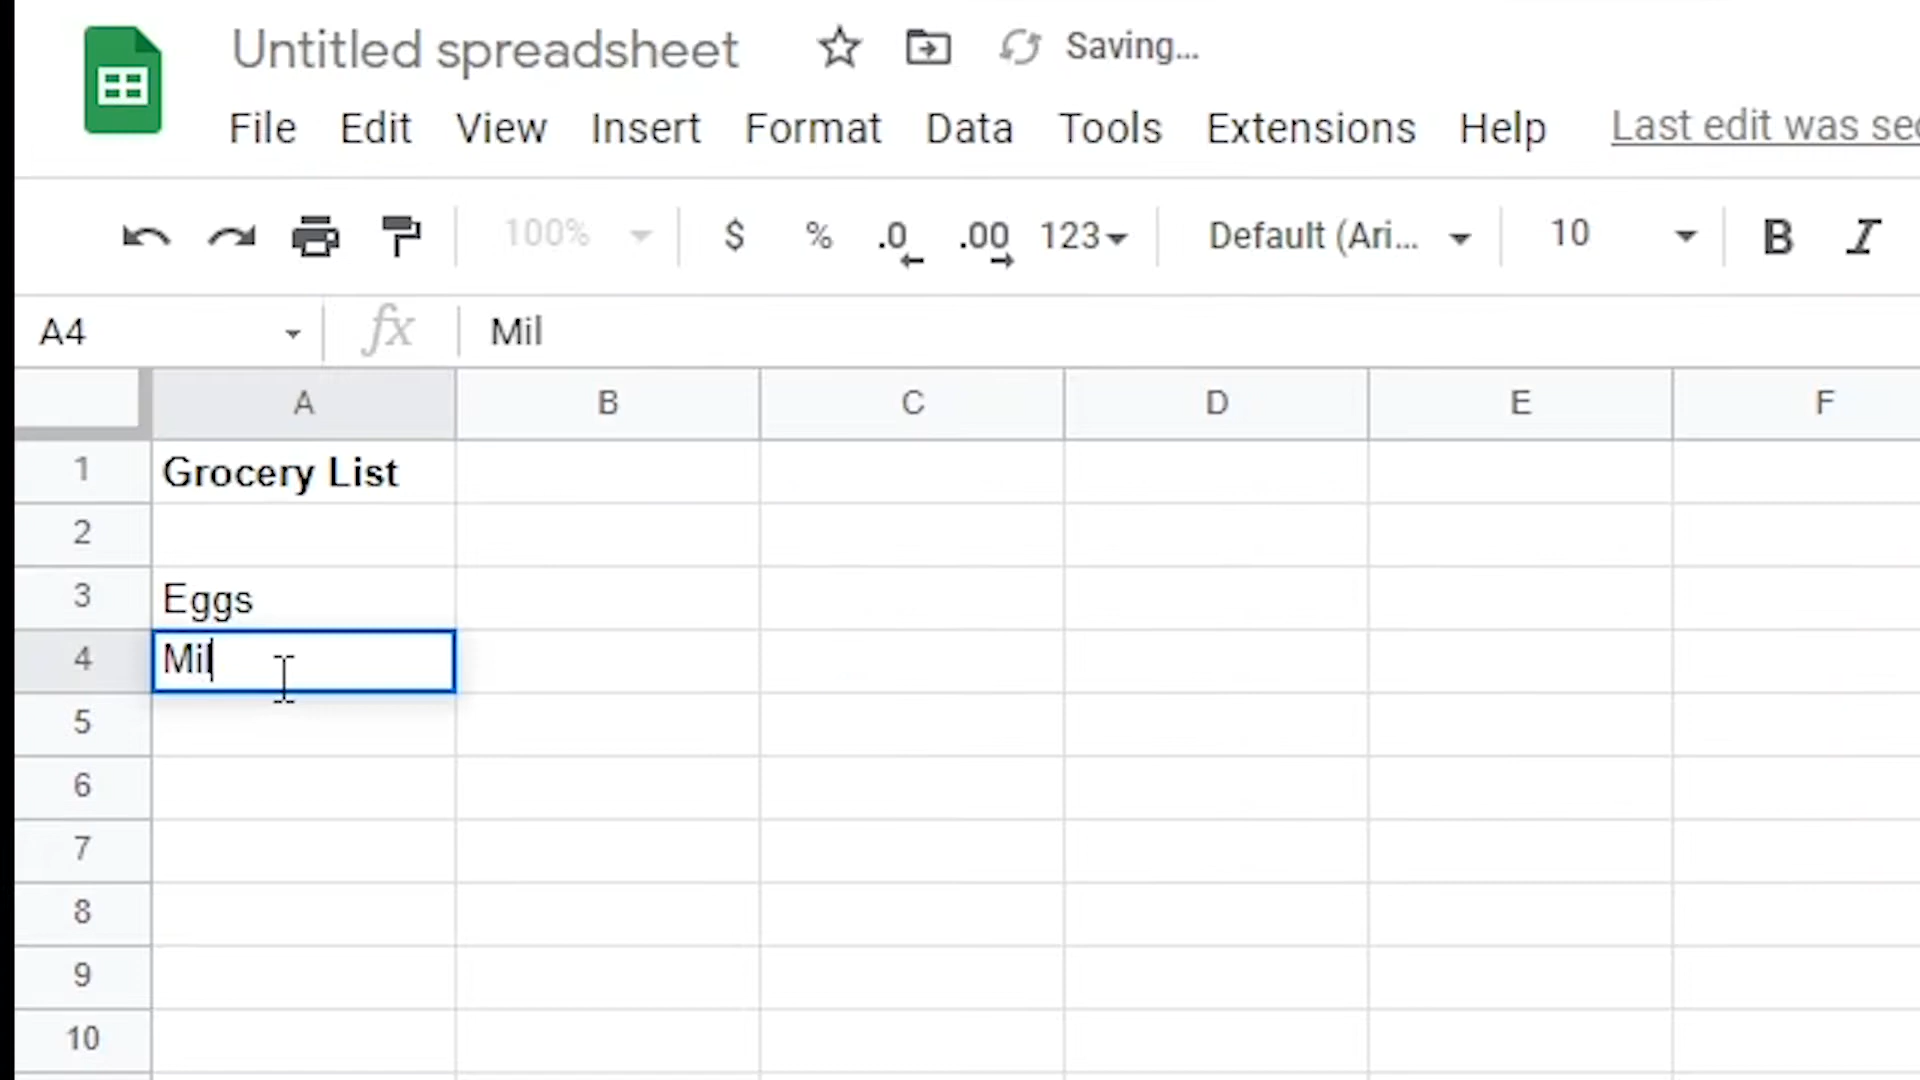 Untitled spreadsheet Saving...
File Edit View Insert Format Data Tools Extensions Help Last edit was sec
100% $ % .0 .00 123 Default (Ari... 10 B I
A4 fx Mil
A B C D E F
1 Grocery List
2
3 Eggs
4 Mil
5
6
7
8
9
10